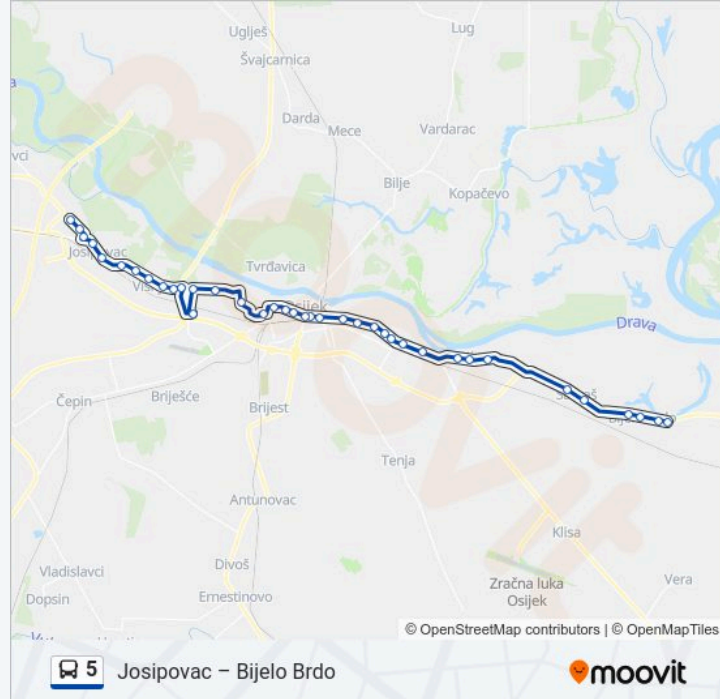 Uglješ
Lug
Švajcarnica
Darda
Mece
Vardarac
Bilje
Kopačevo
Josipovac
Tvrđavica
Osijek
Drava
Čepin
Briješće
Brijest
Tenja
Antunovac
Klisa
Divoš
Vladislavci
Zračna luka
Osijek
Vera
Dopsin
Ernestinovo
© OpenStreetMap contributors | © OpenMapTiles
5 Josipovac – Bijelo Brdo
moovit